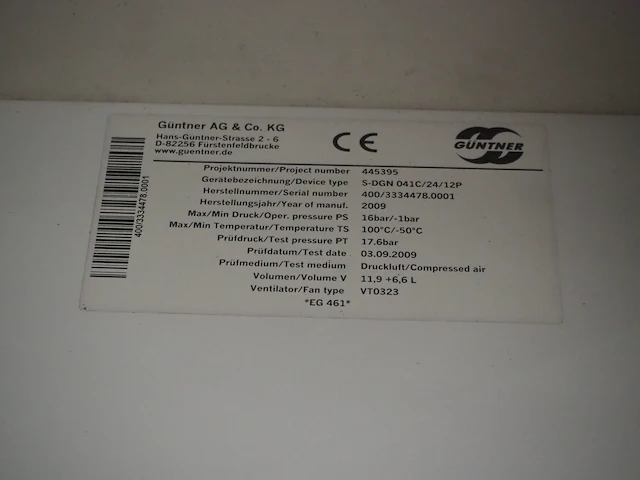 Güntner AG & Co. KG
Hans-Güntner-Strasse 2 - 6
D-82256 Fürstenfeldbrucke
www.guentner.de
CE
GÜNTNER
400/3334478.0001
Projektnummer/Project number 445395
Gerätebezeichnung/Device type S-DGN 041C/24/12P
Herstellnummer/Serial number 400/3334478.0001
Herstellungsjahr/Year of manuf. 2009
Max/Min Druck/Oper. pressure PS 16bar/-1bar
Max/Min Temperatur/Temperature TS 100°C/-50°C
Prüfdruck/Test pressure PT 17.6bar
Prüfdatum/Test date 03.09.2009
Prüfmedium/Test medium Druckluft/Compressed air
Volumen/Volume V 11,9 +6,6 L
Ventilator/Fan type VT0323
*EG 461*